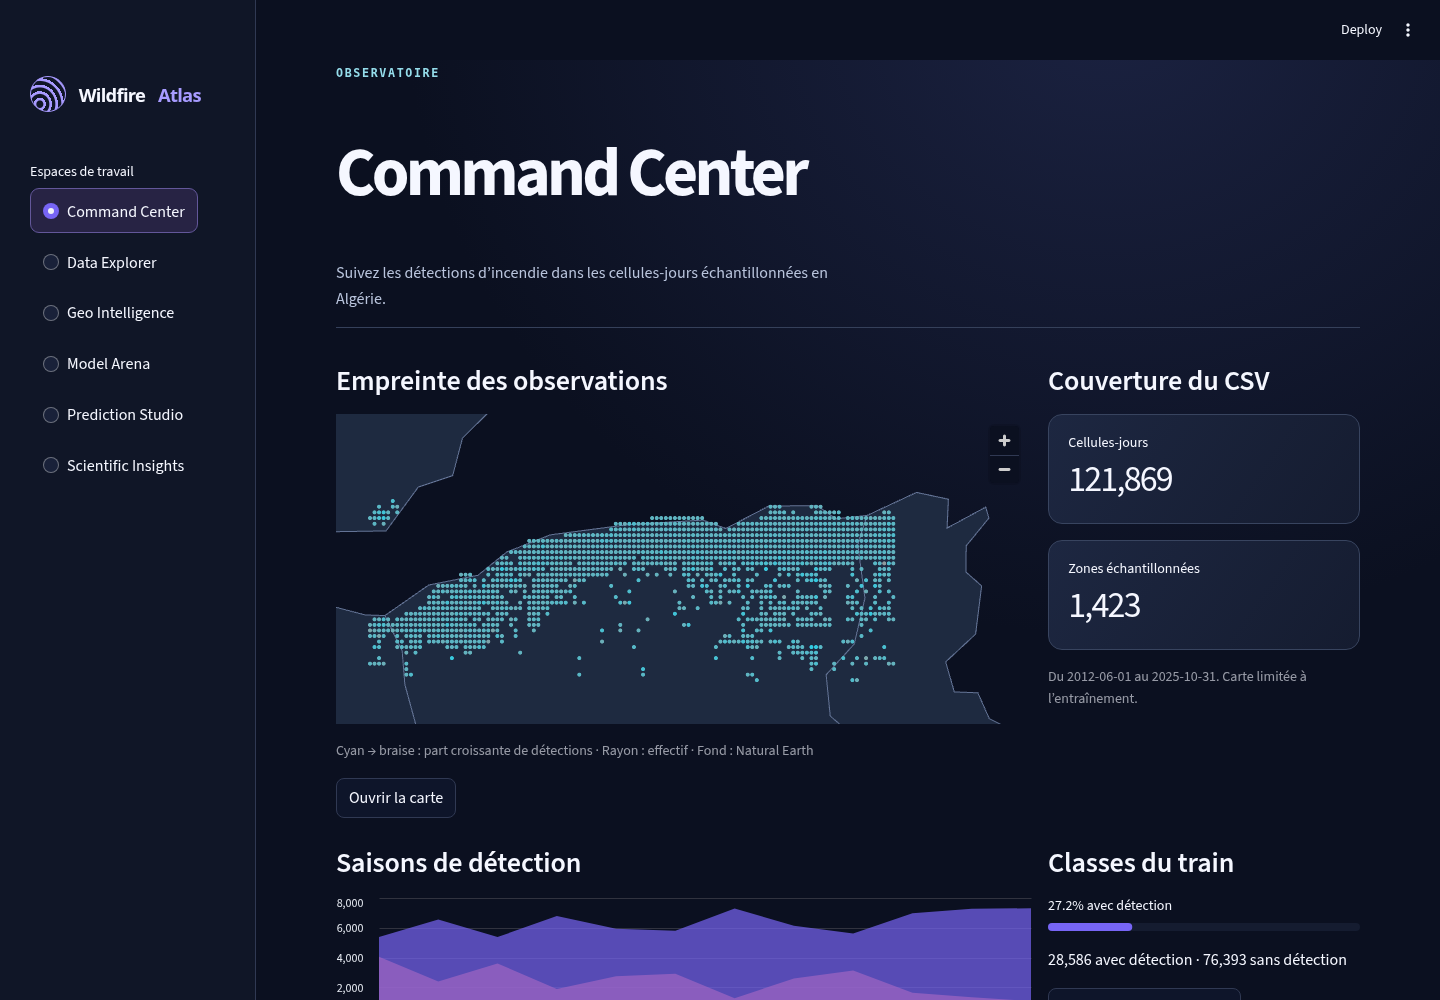 Deploy
Wildfire Atlas
Espaces de travail
Command Center
Data Explorer
Geo Intelligence
Model Arena
Prediction Studio
Scientific Insights
OBSERVATOIRE
Command Center
Suivez les détections d’incendie dans les cellules-jours échantillonnées en
Algérie.
Empreinte des observations
Cyan → braise : part croissante de détections · Rayon : effectif · Fond : Natural Earth
Ouvrir la carte
Couverture du CSV
Cellules-jours
121,869
Zones échantillonnées
1,423
Du 2012-06-01 au 2025-10-31. Carte limitée à
l’entraînement.
Saisons de détection
8,000
6,000
4,000
2,000
Classes du train
27.2% avec détection
28,586 avec détection · 76,393 sans détection